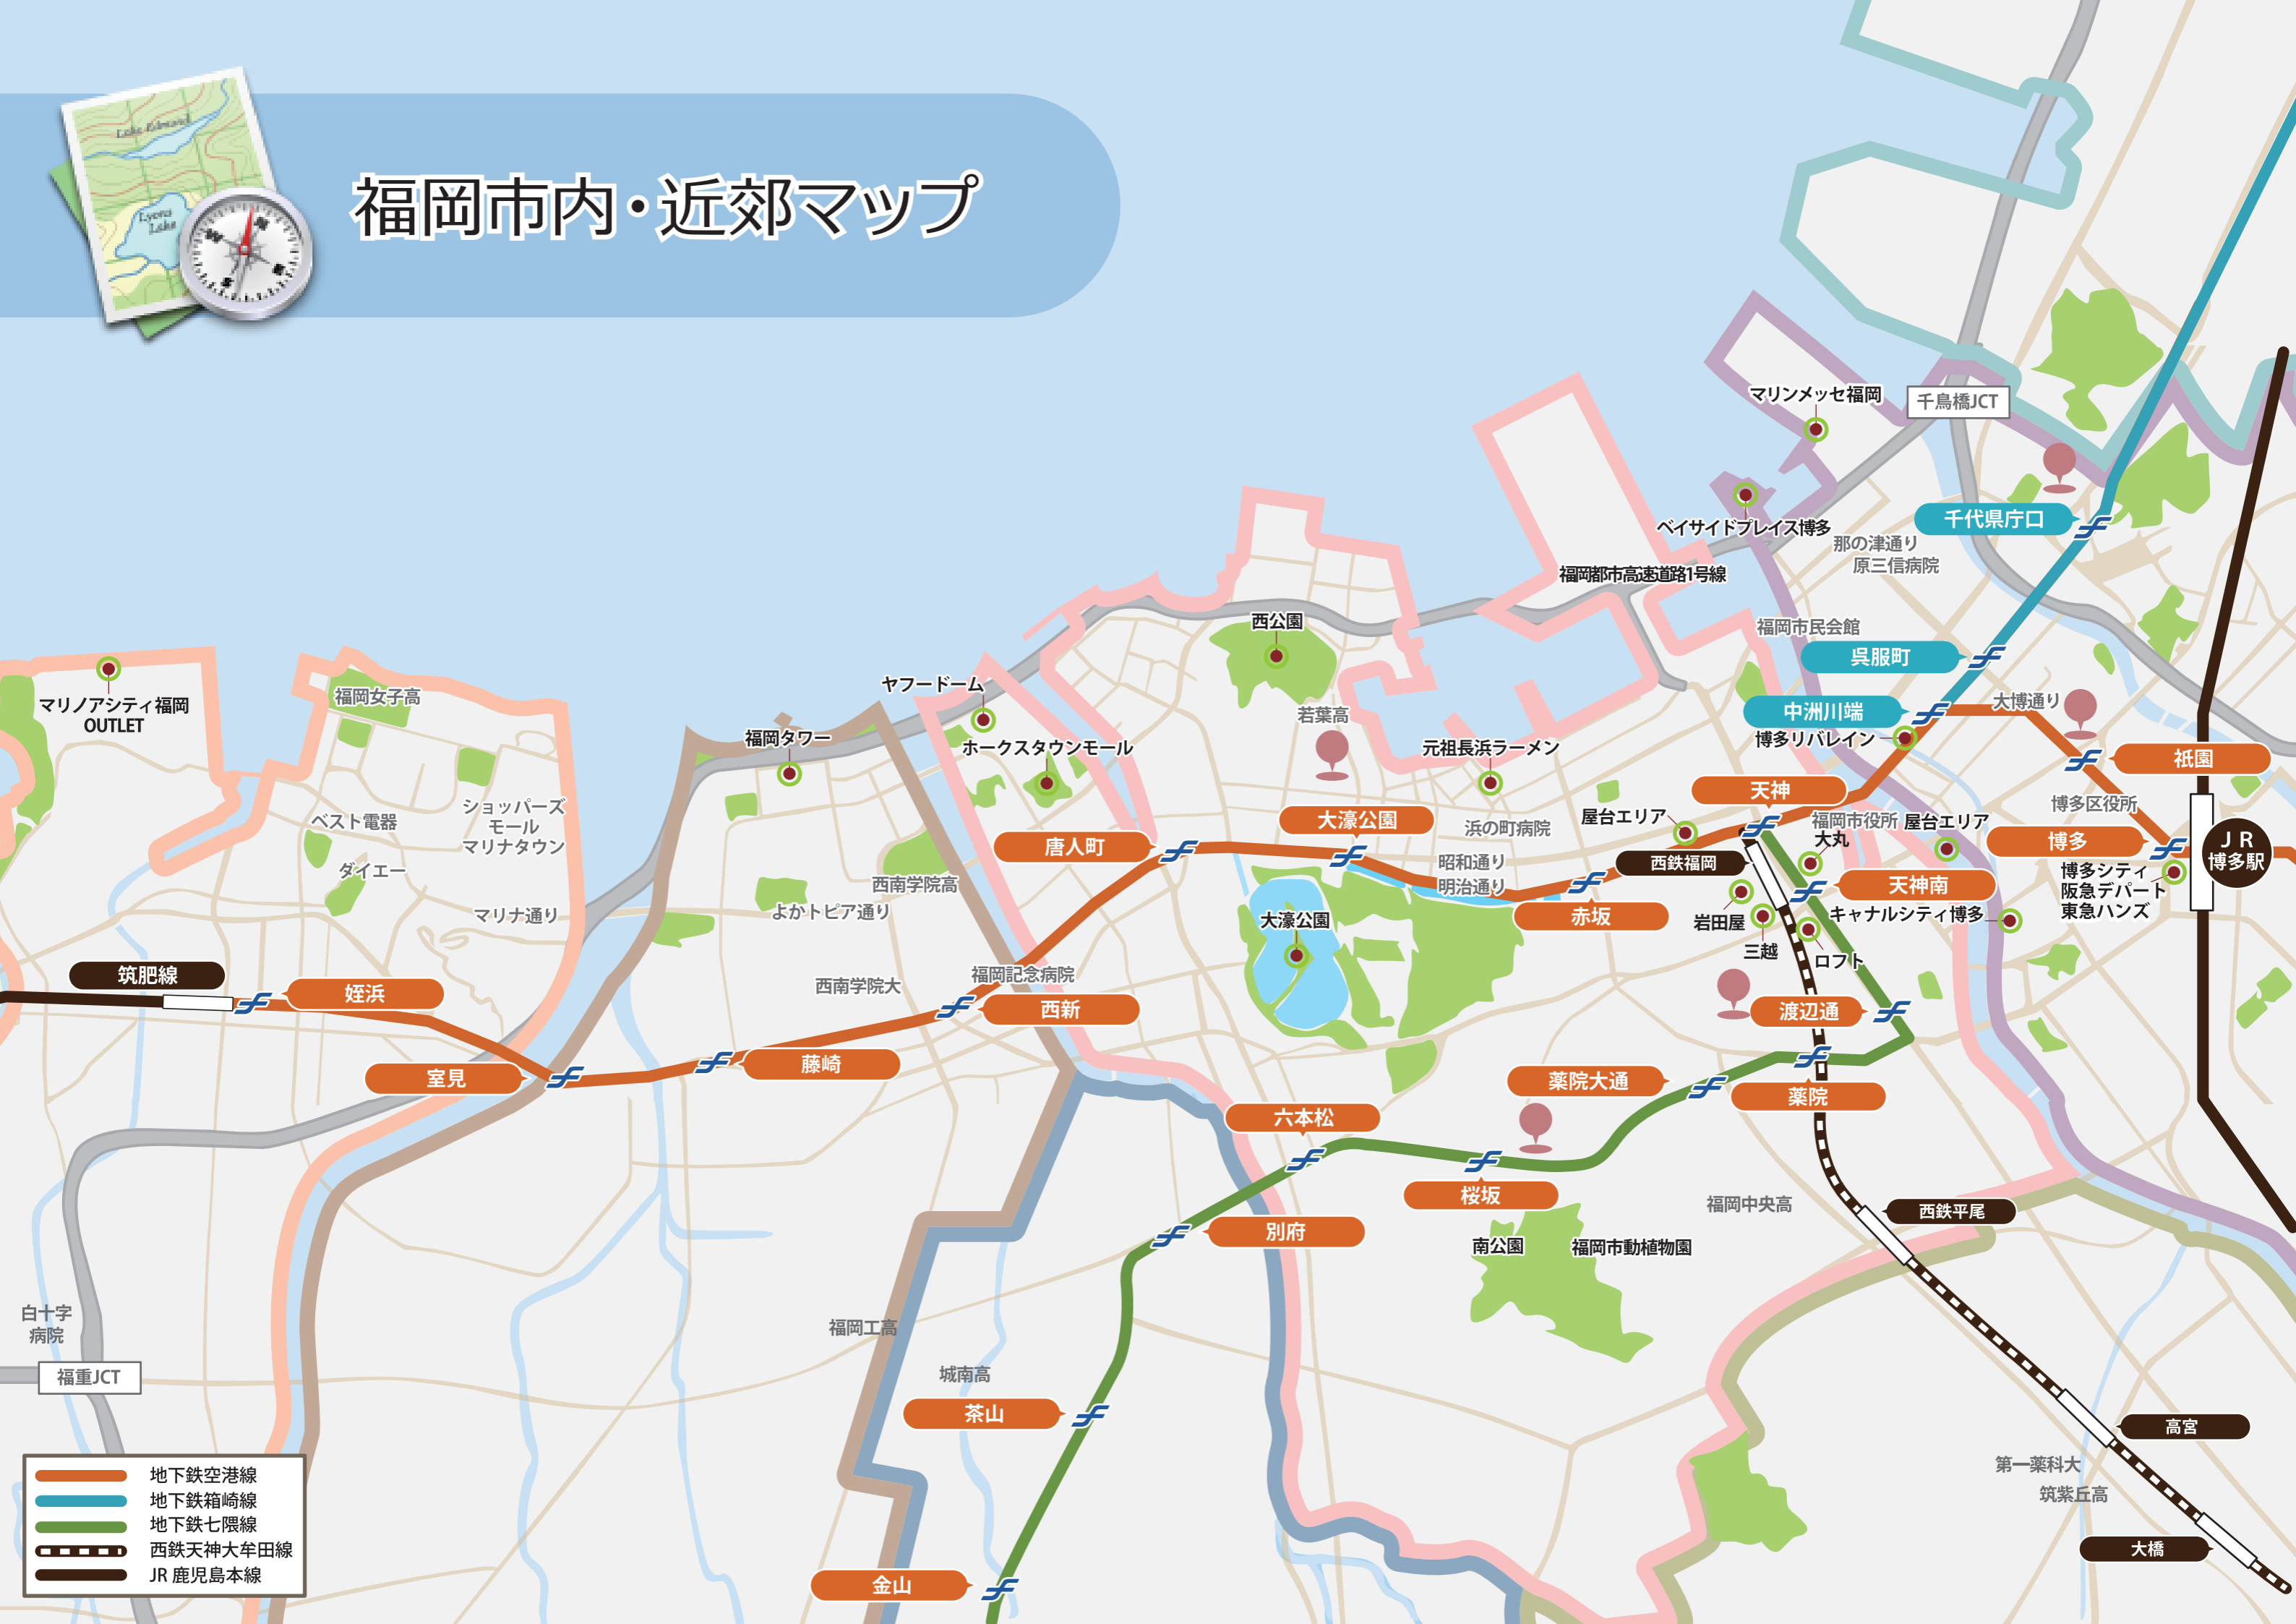 福岡市内・近郊マップ
Lake Edmund
Lyons
Lake
N
W
S
マリンメッセ福岡
千鳥橋JCT
ベイサイドプレイス博多
千代県庁口
那の津通り
原三信病院
福岡都市高速道路1号線
西公園
福岡市民会館
呉服町
マリノアシティ福岡
OUTLET
福岡女子高
ヤフードーム
大博通り
中洲川端
若葉高
福岡タワー
ホークスタウンモール
元祖長浜ラーメン
博多リバレイン
祇園
天神
ショッパーズ
モール
マリナタウン
ベスト電器
大濠公園
浜の町病院
屋台エリア
福岡市役所
大丸
屋台エリア
博多区役所
博多
JR
博多駅
唐人町
昭和通り
明治通り
西鉄福岡
博多シティ
阪急デパート
東急ハンズ
ダイエー
西南学院高
天神南
マリナ通り
よかトピア通り
大濠公園
赤坂
岩田屋
キャナルシティ博多
三越
ロフト
筑肥線
姪浜
西南学院大
福岡記念病院
西新
渡辺通
室見
藤崎
薬院大通
薬院
六本松
桜坂
福岡中央高
西鉄平尾
別府
南公園
福岡市動植物園
白十字
病院
福岡工高
福重JCT
城南高
茶山
高宮
第一薬科大
筑紫丘高
大橋
金山
地下鉄空港線
地下鉄箱崎線
地下鉄七隈線
西鉄天神大牟田線
JR 鹿児島本線